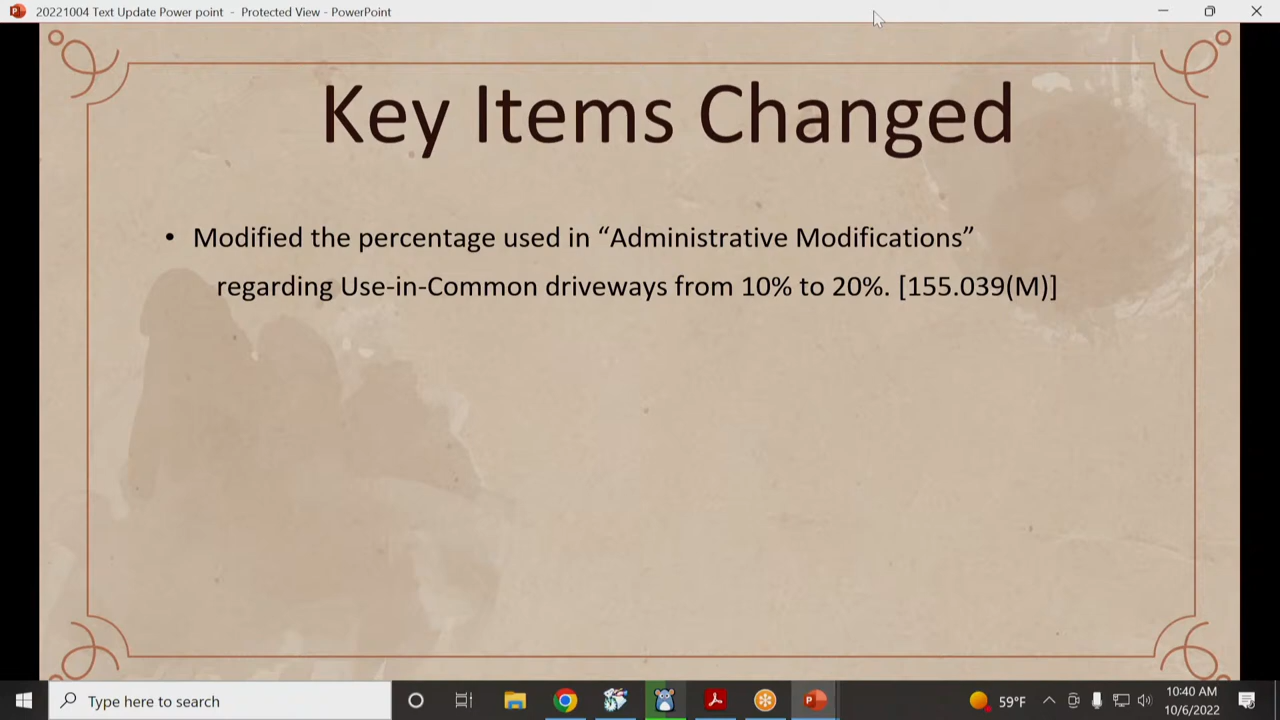 20221004 Text Update Power point - Protected View - PowerPoint
Key Items Changed
• Modified the percentage used in “Administrative Modifications”
regarding Use-in-Common driveways from 10% to 20%. [155.039(M)]
Type here to search
59°F
10:40 AM
10/6/2022